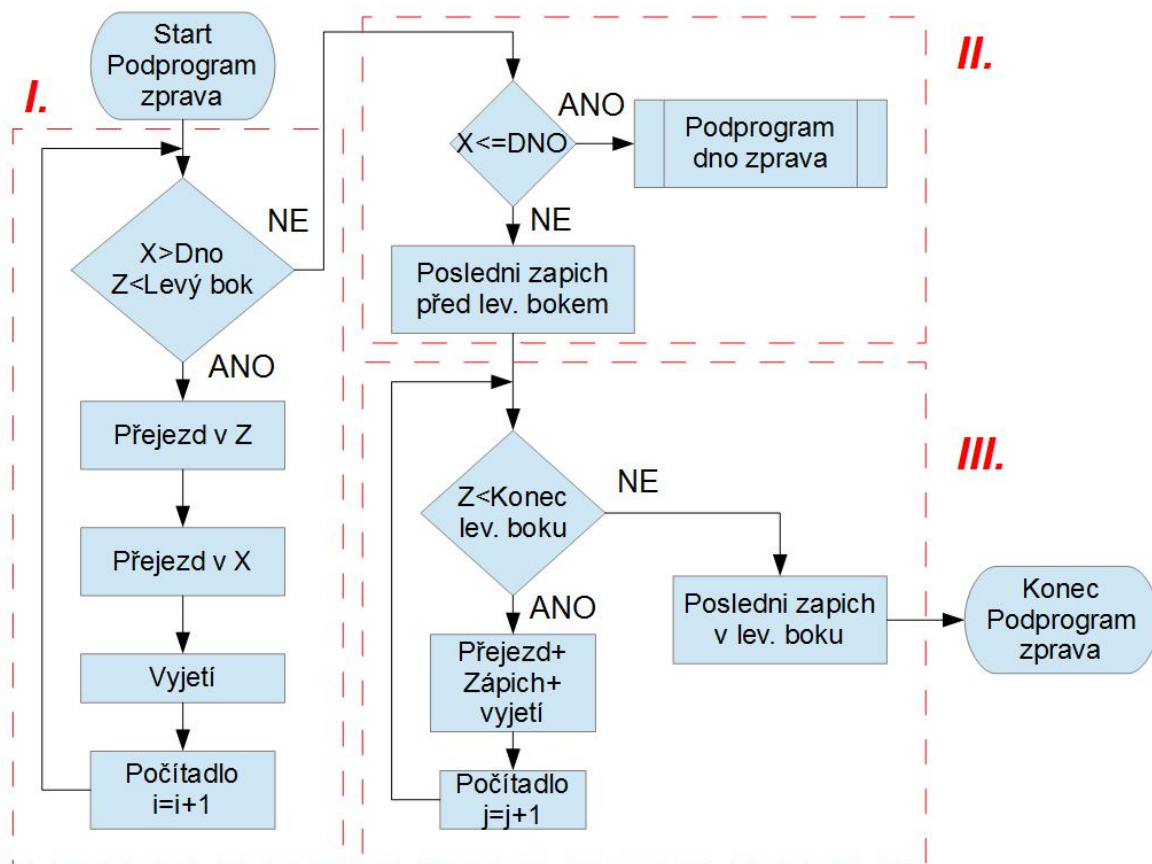 Start
Podprogram
zprava
I.
X>Dno
Z<Levý bok
NE
ANO
Přejezd v Z
Přejezd v X
Vyjetí
Počítadlo
i=i+1
II.
X<=DNO
ANO
Podprogram
dno zprava
NE
Posledni zapich
před lev. bokem
III.
Z<Konec
lev. boku
NE
ANO
Přejezd+
Zápich+
vyjetí
Počítadlo
j=j+1
Posledni zapich
v lev. boku
Konec
Podprogram
zprava